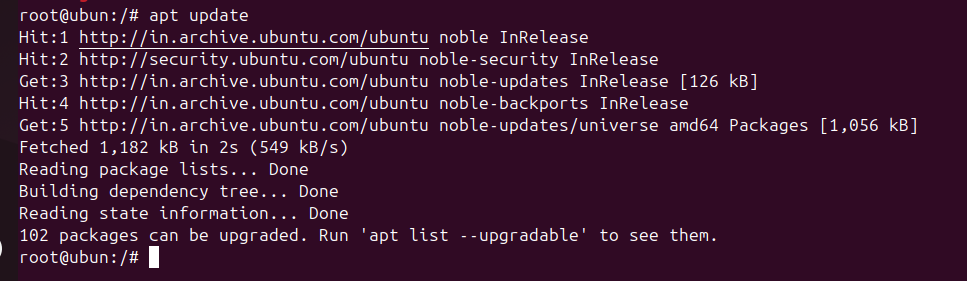 root@ubun:/# apt update
Hit:1 http://in.archive.ubuntu.com/ubuntu noble InRelease
Hit:2 http://security.ubuntu.com/ubuntu noble-security InRelease
Get:3 http://in.archive.ubuntu.com/ubuntu noble-updates InRelease [126 kB]
Hit:4 http://in.archive.ubuntu.com/ubuntu noble-backports InRelease
Get:5 http://in.archive.ubuntu.com/ubuntu noble-updates/universe amd64 Packages [1,056 kB]
Fetched 1,182 kB in 2s (549 kB/s)
Reading package lists... Done
Building dependency tree... Done
Reading state information... Done
102 packages can be upgraded. Run 'apt list --upgradable' to see them.
root@ubun:/#